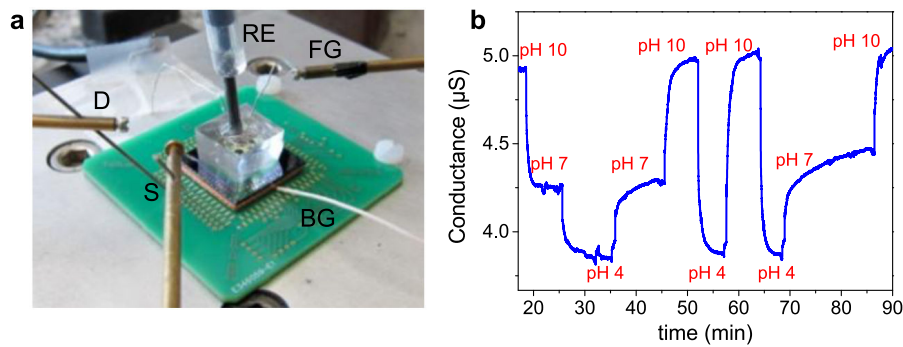 a
RE
FG
D
S
BG
b
pH 10
pH 10
pH 10
pH 10
pH 7
pH 7
pH 7
pH 4
pH 4
pH 4
Conductance (μS)
5.0
4.5
4.0
20
30
40
50
60
70
80
90
time (min)